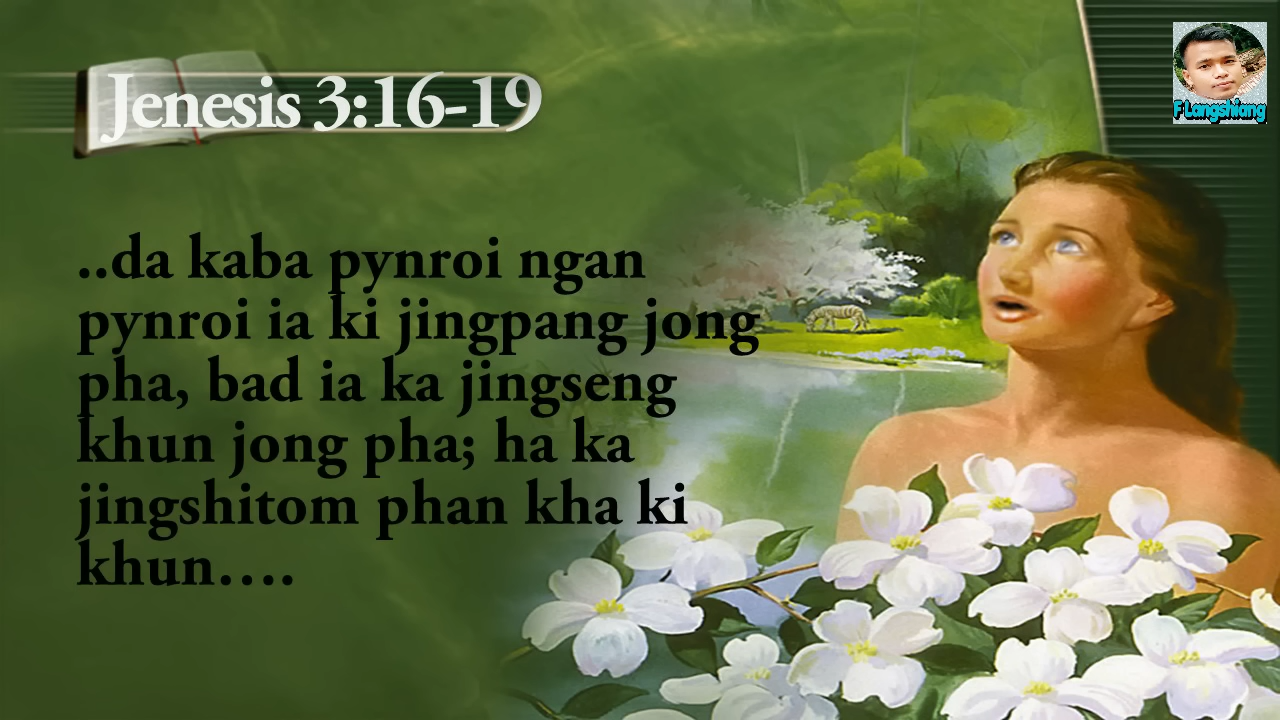 Jenesis 3:16-19
F Langshiang
..da kaba pynroi ngan
pynroi ia ki jingpang jong
pha, bad ia ka jingseng
khun jong pha; ha ka
jingshitom phan kha ki
khun….